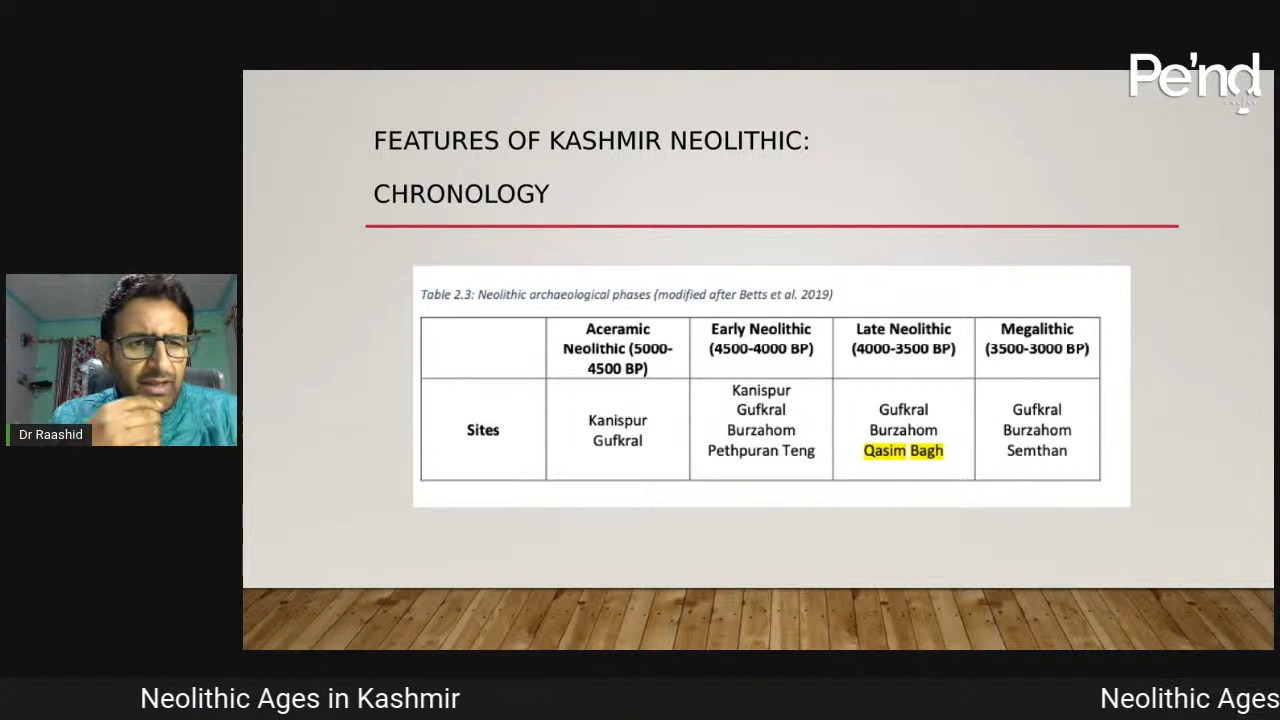 Pe'nd
FEATURES OF KASHMIR NEOLITHIC:
CHRONOLOGY
Table 2.3: Neolithic archaeological phases (modified after Betts et al. 2019)
Aceramic
Neolithic (5000-
4500 BP)
Early Neolithic
(4500-4000 BP)
Late Neolithic
(4000-3500 BP)
Megalithic
(3500-3000 BP)
Sites
Kanispur
Gufkral
Kanispur
Gufkral
Burzahom
Pethpuran Teng
Gufkral
Burzahom
Qasim Bagh
Gufkral
Burzahom
Semthan
Dr Raashid
Neolithic Ages in Kashmir
Neolithic Ages